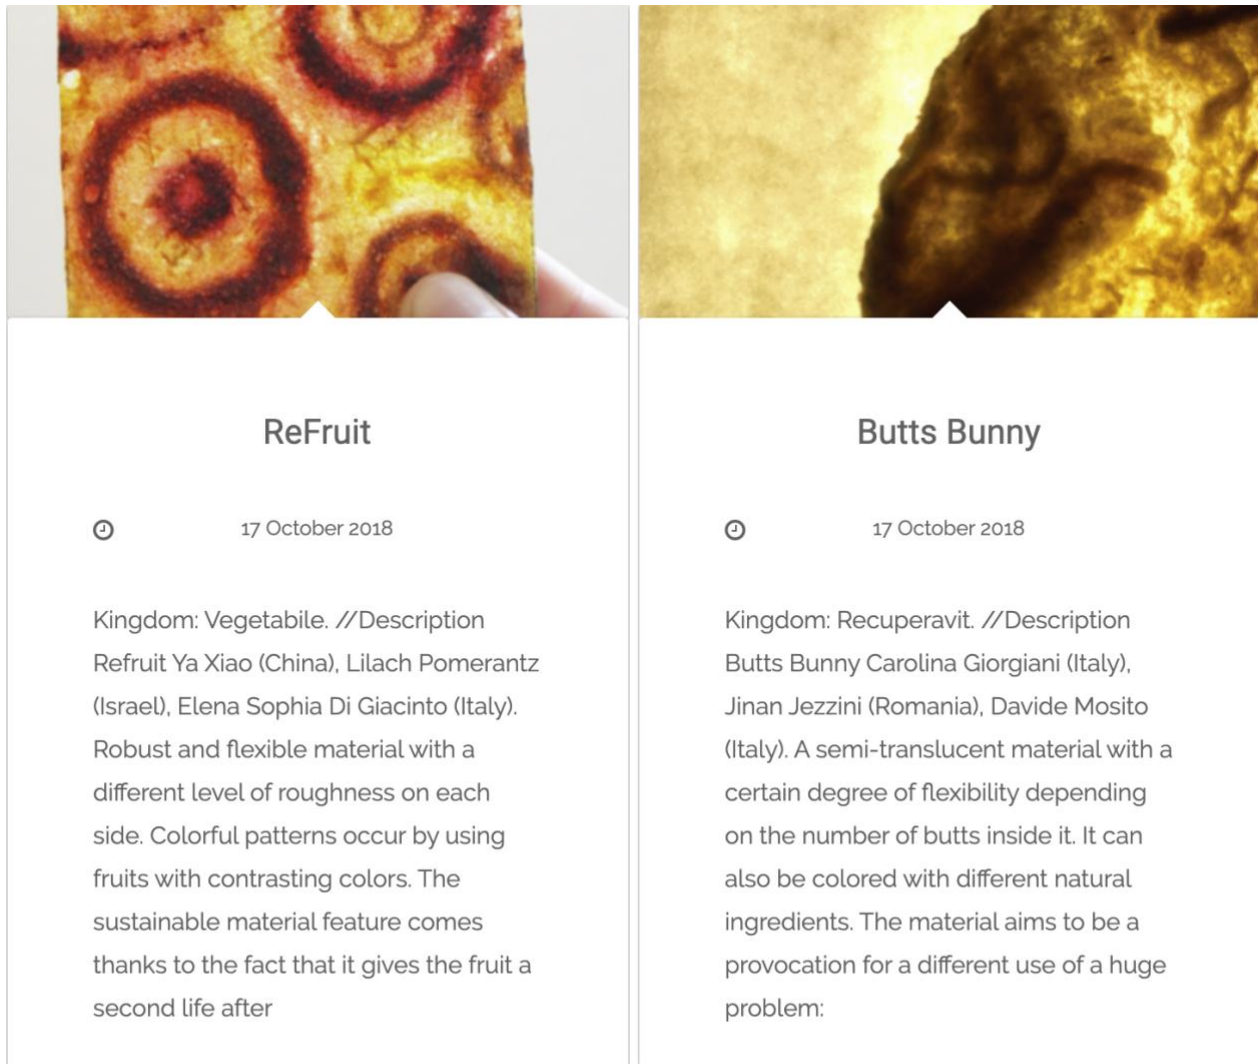 ReFruit
17 October 2018
Kingdom: Vegetabile. //Description
Refruit Ya Xiao (China), Lilach Pomerantz
(Israel), Elena Sophia Di Giacinto (Italy).
Robust and flexible material with a
different level of roughness on each
side. Colorful patterns occur by using
fruits with contrasting colors. The
sustainable material feature comes
thanks to the fact that it gives the fruit a
second life after
Butts Bunny
17 October 2018
Kingdom: Recuperavit. //Description
Butts Bunny Carolina Giorgiani (Italy),
Jinan Jezzini (Romania), Davide Mosito
(Italy). A semi-translucent material with a
certain degree of flexibility depending
on the number of butts inside it. It can
also be colored with different natural
ingredients. The material aims to be a
provocation for a different use of a huge
problem: